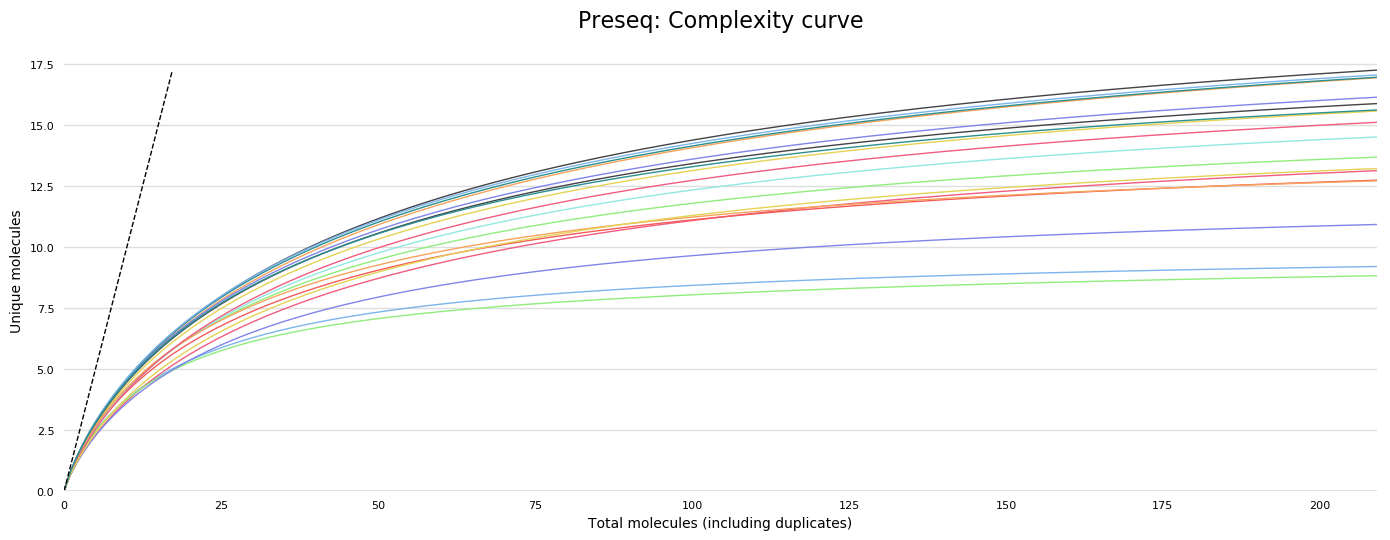 Preseq: Complexity curve
17.5
15.0
12.5
10.0
7.5
5.0
2.5
0.0
Unique molecules
0 25 50 75 100 125 150 175 200
Total molecules (including duplicates)